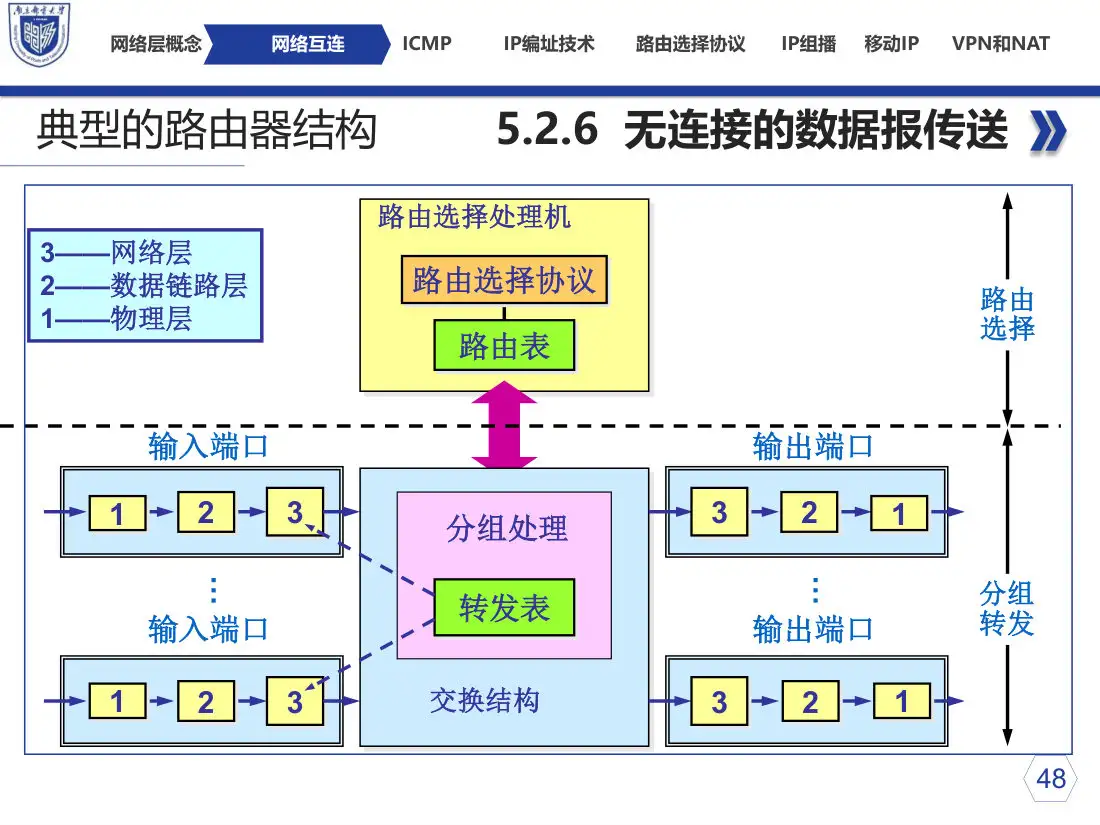 南京邮电大学
网络层概念 网络互连 ICMP IP编址技术 路由选择协议 IP组播 移动IP VPN和NAT
典型的路由器结构 5.2.6 无连接的数据报传送
3——网络层
2——数据链路层
1——物理层
路由选择处理机
路由选择协议
路由表
路由
选择
输入端口
输出端口
1 2 3
3 2 1
分组处理
转发表
交换结构
⋮
⋮
输入端口
输出端口
1 2 3
3 2 1
分组
转发
48